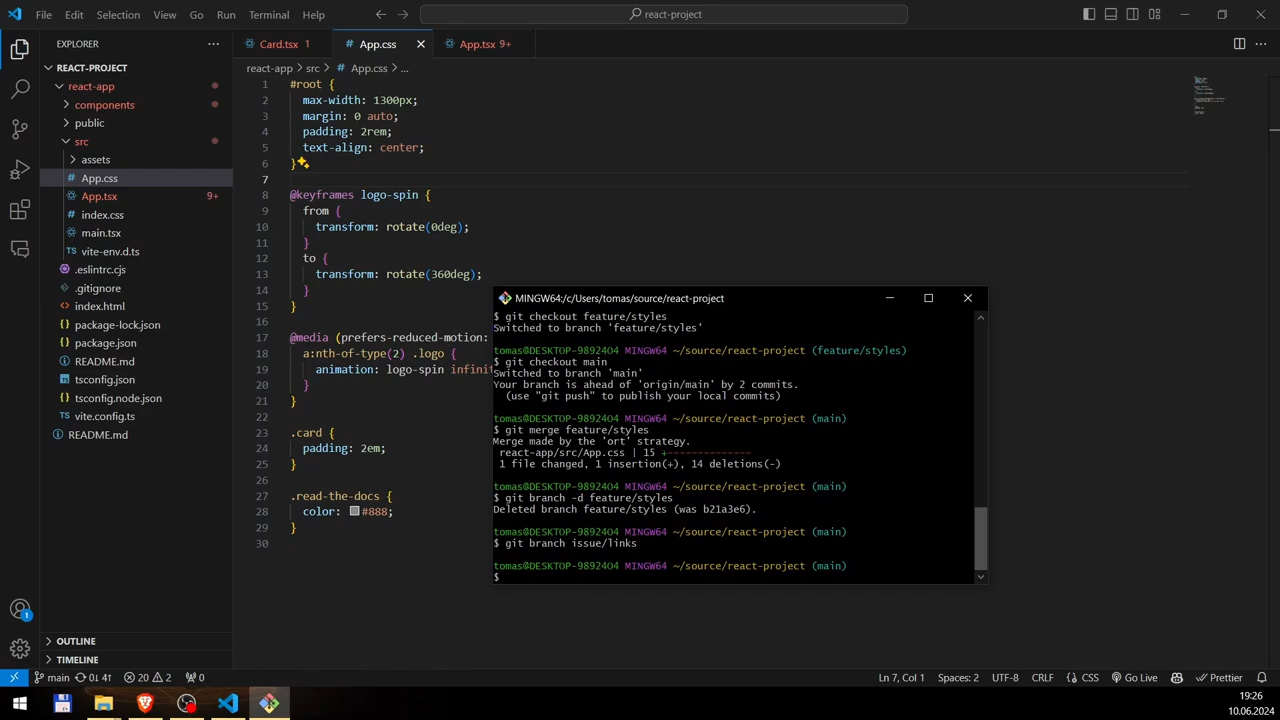 File Edit Selection View Go Run Terminal Help
react-project
EXPLORER
REACT-PROJECT
react-app
components
public
src
assets
App.css
App.tsx 9+
index.css
main.tsx
TS vite-env.d.ts
.eslintrc.cjs
.gitignore
index.html
package-lock.json
package.json
README.md
tsconfig.json
tsconfig.node.json
vite.config.ts
README.md
OUTLINE
TIMELINE
Card.tsx 1
# App.css
App.tsx 9+
react-app > src > # App.css > ...
1 #root {
2 max-width: 1300px;
3 margin: 0 auto;
4 padding: 2rem;
5 text-align: center;
6 }
7
8 @keyframes logo-spin {
9 from {
10 transform: rotate(0deg);
11 }
12 to {
13 transform: rotate(360deg);
14 }
15 }
16
17 @media (prefers-reduced-motion:
18 a:nth-of-type(2) .logo {
19 animation: logo-spin infinit
20 }
21 }
22
23 .card {
24 padding: 2em;
25 }
26
27 .read-the-docs {
28 color: #888;
29 }
30
MINGW64:/c/Users/tomas/source/react-project
$ git checkout feature/styles
Switched to branch 'feature/styles'
tomas@DESKTOP-9892404 MINGW64 ~/source/react-project (feature/styles)
$ git checkout main
Switched to branch 'main'
Your branch is ahead of 'origin/main' by 2 commits.
(use "git push" to publish your local commits)
tomas@DESKTOP-9892404 MINGW64 ~/source/react-project (main)
$ git merge feature/styles
Merge made by the 'ort' strategy.
react-app/src/App.css | 15 +--------------
1 file changed, 1 insertion(+), 14 deletions(-)
tomas@DESKTOP-9892404 MINGW64 ~/source/react-project (main)
$ git branch -d feature/styles
Deleted branch feature/styles (was b21a3e6).
tomas@DESKTOP-9892404 MINGW64 ~/source/react-project (main)
$ git branch issue/links
tomas@DESKTOP-9892404 MINGW64 ~/source/react-project (main)
$
1
main 0↓ 4↑ 20 2 0
Ln 7, Col 1 Spaces: 2 UTF-8 CRLF {} CSS Go Live Prettier
19:26
10.06.2024